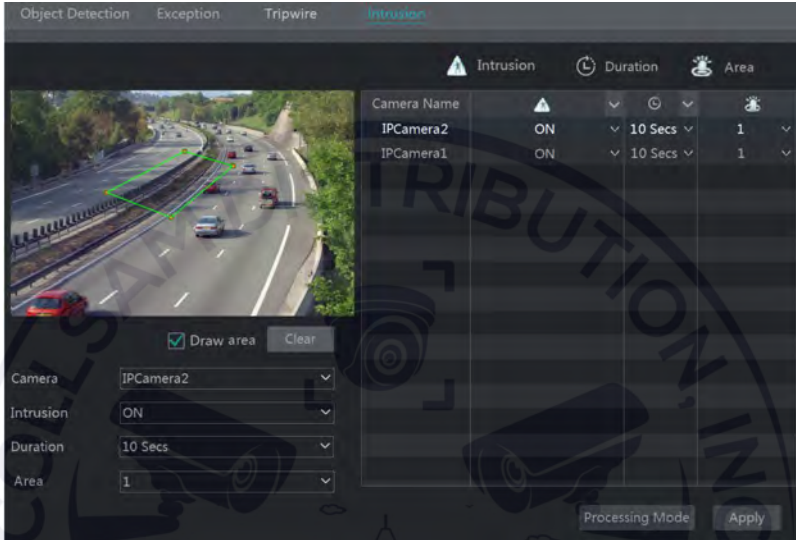 Object Detection Exception Tripwire Intrusion
Intrusion Duration Area
Camera Name
IPCamera2 ON 10 Secs 1
IPCamera1 ON 10 Secs 1
Draw area Clear
Camera IPCamera2
Intrusion ON
Duration 10 Secs
Area 1
Processing Mode Apply